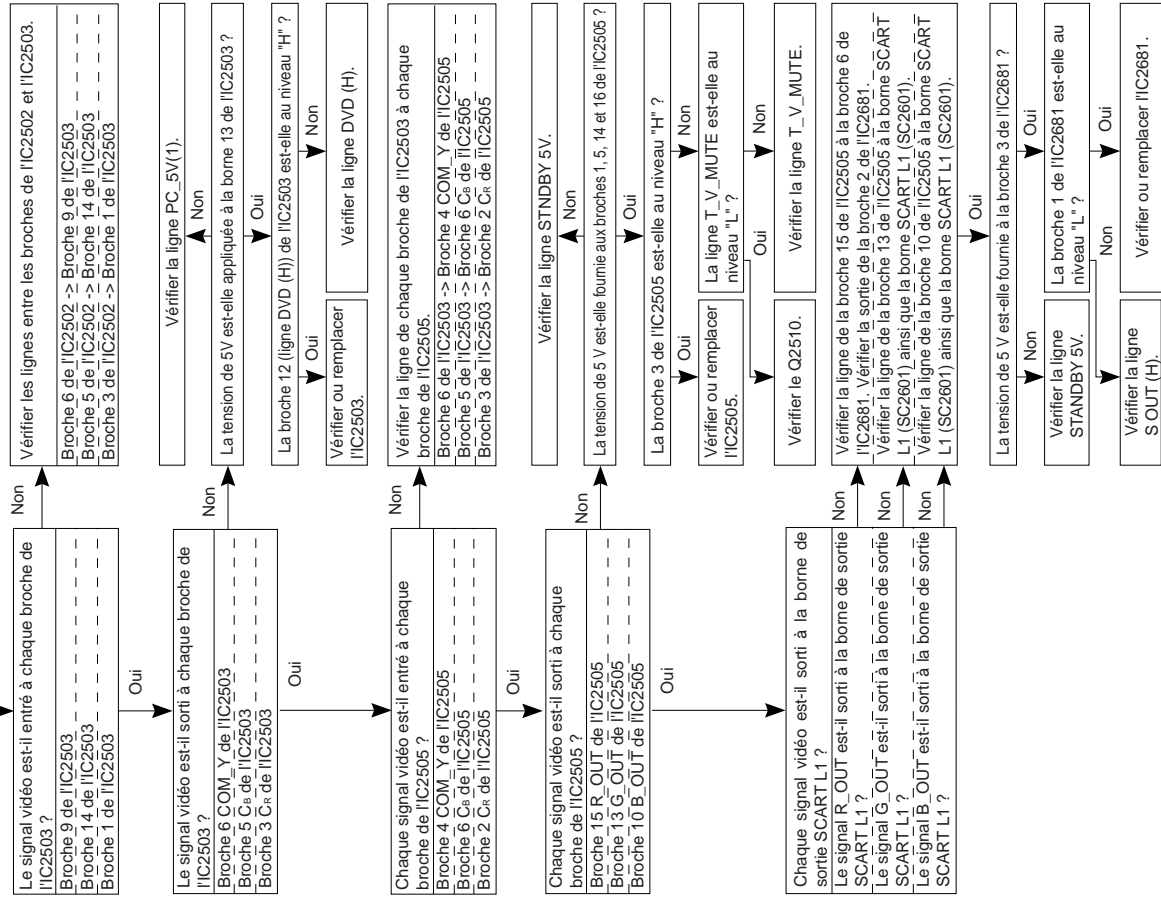 Le signal vidéo est-il entré à chaque broche de
l'IC2503 ?
Broche 9 de l'IC2503
Broche 14 de l'IC2503
Broche 1 de l'IC2503
Non
Vérifier les lignes entre les broches de l'IC2502 et l'IC2503.
Broche 6 de l'IC2502 -> Broche 9 de l'IC2503
Broche 5 de l'IC2502 -> Broche 14 de l'IC2503
Broche 3 de l'IC2502 -> Broche 1 de l'IC2503
Oui
Le signal vidéo est-il sorti à chaque broche de
l'IC2503 ?
Broche 6 COM_Y de l'IC2503
Broche 5 CB de l'IC2503
Broche 3 CR de l'IC2503
Non
Vérifier la ligne PC_5V(1).
Non
La tension de 5V est-elle appliquée à la borne 13 de l'IC2503 ?
Oui
La broche 12 (ligne DVD (H)) de l'IC2503 est-elle au niveau "H" ?
Oui
Non
Vérifier ou remplacer
l'IC2503.
Vérifier la ligne DVD (H).
Oui
Chaque signal vidéo est-il entré à chaque
broche de l'IC2505 ?
Broche 4 COM_Y de l'IC2505
Broche 6 CB de l'IC2505
Broche 2 CR de l'IC2505
Non
Vérifier la ligne de chaque broche de l'IC2503 à chaque
broche de l'IC2505.
Broche 6 de l'IC2503 -> Broche 4 COM_Y de l'IC2505
Broche 5 de l'IC2503 -> Broche 6 CB de l'IC2505
Broche 3 de l'IC2503 -> Broche 2 CR de l'IC2505
Oui
Chaque signal vidéo est-il sorti à chaque
broche de l'IC2505 ?
Broche 15 R_OUT de l'IC2505
Broche 13 G_OUT de l'IC2505
Broche 10 B_OUT de l'IC2505
Non
Vérifier la ligne STNDBY 5V.
Non
La tension de 5 V est-elle fournie aux broches 1, 5, 14 et 16 de l'IC2505 ?
Oui
La broche 3 de l'IC2505 est-elle au niveau "H" ?
Oui
Non
Vérifier ou remplacer
l'IC2505.
La ligne T_V_MUTE est-elle au
niveau "L" ?
Oui
Non
Vérifier le Q2510.
Vérifier la ligne T_V_MUTE.
Oui
Chaque signal vidéo est-il sorti à la borne de
sortie SCART L1 ?
Le signal R_OUT est-il sorti à la borne de sortie
SCART L1 ?
Le signal G_OUT est-il sorti à la borne de sortie
SCART L1 ?
Le signal B_OUT est-il sorti à la borne de sortie
SCART L1 ?
Non
Non
Non
Vérifier la ligne de la broche 15 de l'IC2505 à la broche 6 de
l'IC2681. Vérifier la sortie de la broche 2 de l'IC2681.
Vérifier la ligne de la broche 13 de l'IC2505 à la borne SCART
L1 (SC2601) ainsi que la borne SCART L1 (SC2601).
Vérifier la ligne de la broche 10 de l'IC2505 à la borne SCART
L1 (SC2601) ainsi que la borne SCART L1 (SC2601).
Oui
La tension de 5 V est-elle fournie à la broche 3 de l'IC2681 ?
Non
Oui
Vérifier la ligne
STANDBY 5V.
La broche 1 de l'IC2681 est-elle au
niveau "L" ?
Non
Oui
Vérifier la ligne
S OUT (H).
Vérifier ou remplacer l'IC2681.